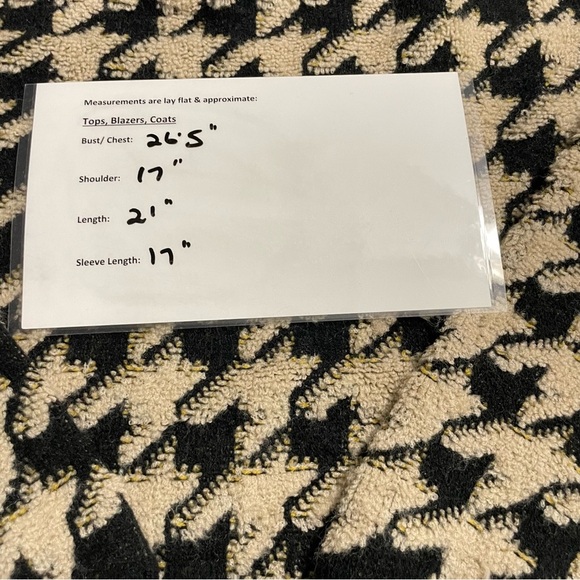 Measurements are lay flat & approximate:
Tops, Blazers, Coats
Bust/ Chest: 26.5"
Shoulder: 17"
Length: 21"
Sleeve Length: 17"